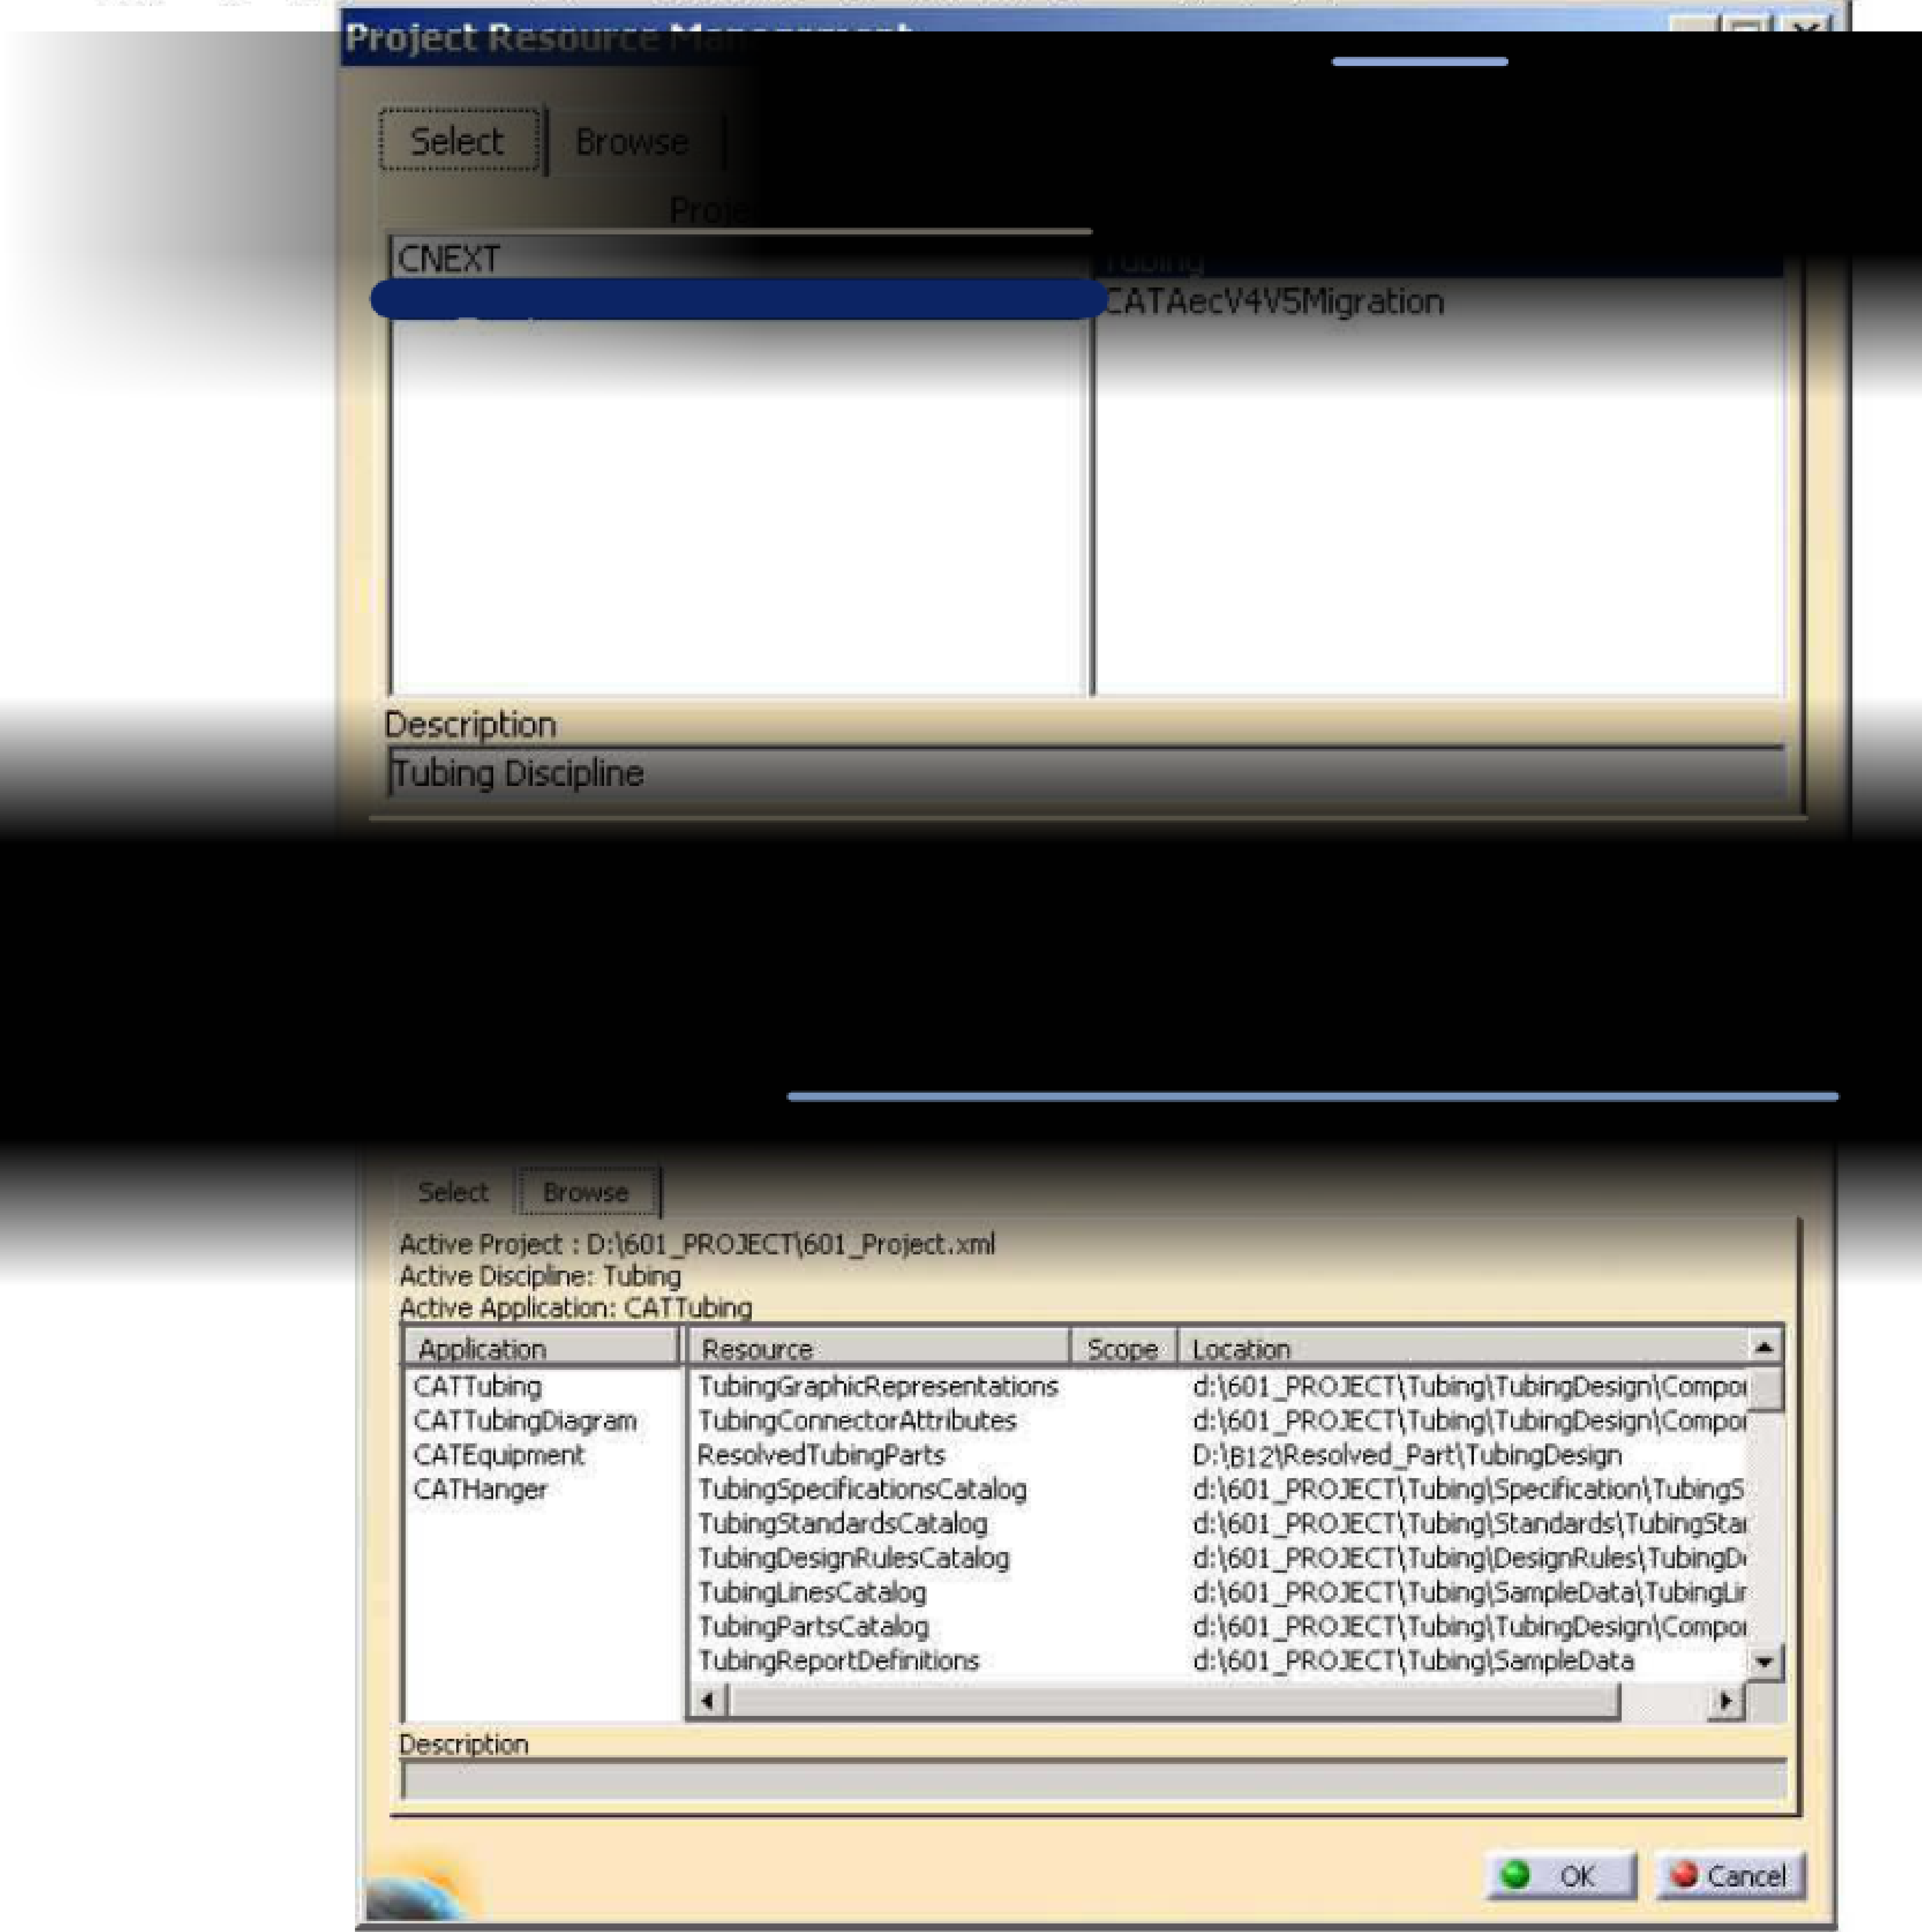 Project Resource Management
Select Browse
CNEXT
Tubing
CATAecV4V5Migration
Description
Tubing Discipline
Select Browse
Active Project : D:\601_PROJECT\601_Project.xml
Active Discipline: Tubing
Active Application: CATTubing
Application Resource Scope Location
CATTubing TubingGraphicRepresentations d:\601_PROJECT\Tubing\TubingDesign\Compo
CATTubingDiagram TubingConnectorAttributes d:\601_PROJECT\Tubing\TubingDesign\Compo
CATEquipment ResolvedTubingParts D:\B12\Resolved_Part\TubingDesign
CATHanger TubingSpecificationsCatalog d:\601_PROJECT\Tubing\Specification\TubingS
TubingStandardsCatalog d:\601_PROJECT\Tubing\Standards\TubingSta
TubingDesignRulesCatalog d:\601_PROJECT\Tubing\DesignRules\TubingD
TubingLinesCatalog d:\601_PROJECT\Tubing\SampleData\TubingLi
TubingPartsCatalog d:\601_PROJECT\Tubing\TubingDesign\Compo
TubingReportDefinitions d:\601_PROJECT\Tubing\SampleData
Description
OK Cancel